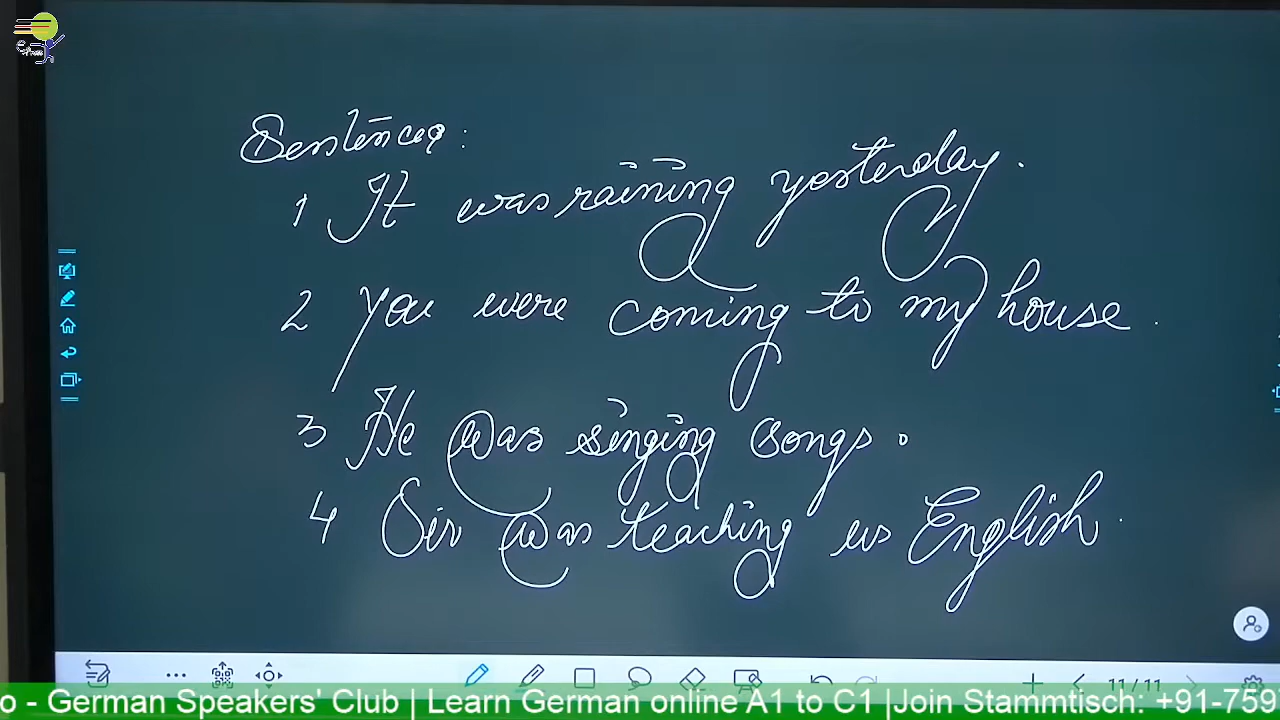 Sentences:
1 It was raining yesterday.
2 You were coming to my house.
3 He was singing songs.
4 Sir was teaching us English.
11/11
o - German Speakers' Club | Learn German online A1 to C1 |Join Stammtisch: +91-759